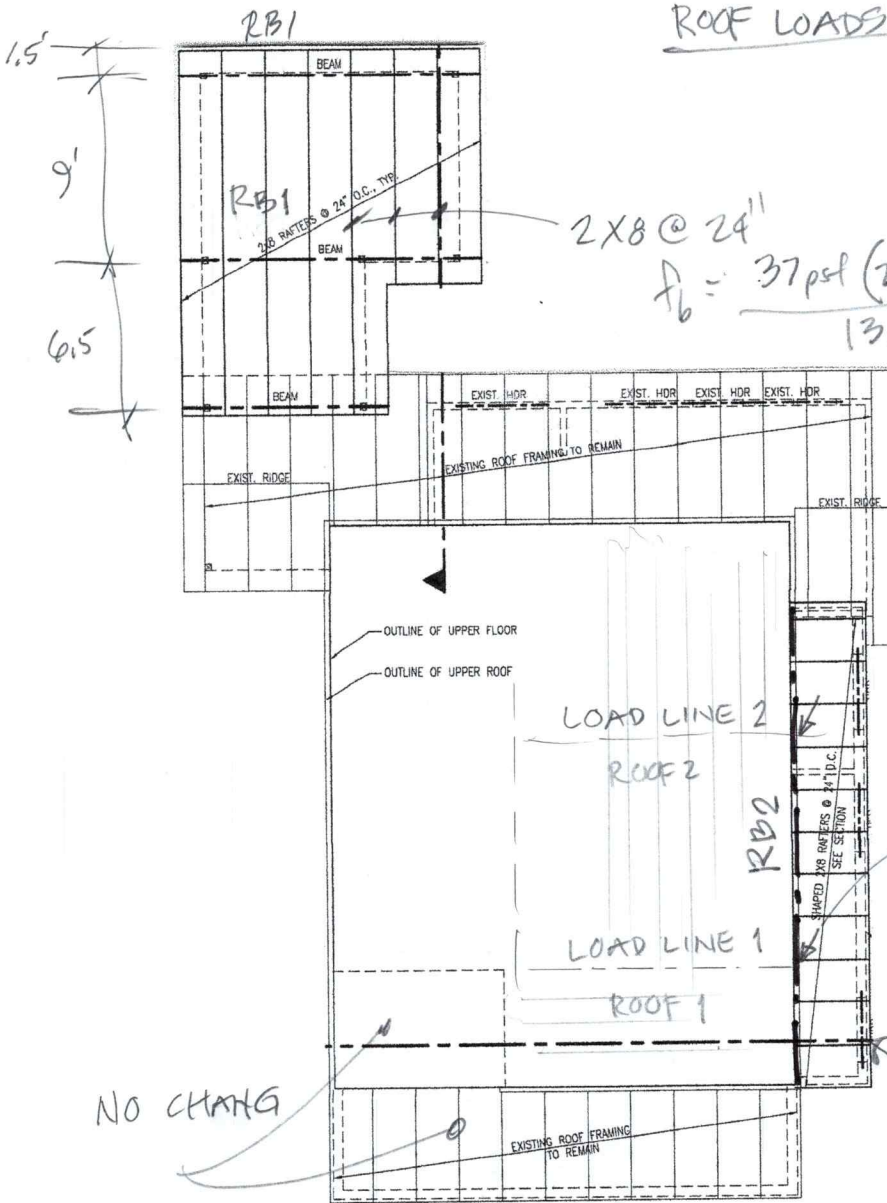 ROOF LOADS
RB1
1.5'
BEAM
9'
RB1
2X8 RAFTERS @ 24" O.C., TYP.
2X8 @ 24"
BEAM
f_b = 37psf (2
13
6.5
BEAM
EXIST. HDR
EXIST. HDR
EXIST. HDR
EXIST. HDR
EXISTING ROOF FRAMING TO REMAIN
EXIST. RIDGE
EXIST. RIDGE
OUTLINE OF UPPER FLOOR
OUTLINE OF UPPER ROOF
LOAD LINE 2
ROOF 2
RB2
SHAPED 2X8 RAFTERS @ 24" O.C.
SEE SECTION
LOAD LINE 1
ROOF 1
NO CHANG
EXISTING ROOF FRAMING
TO REMAIN